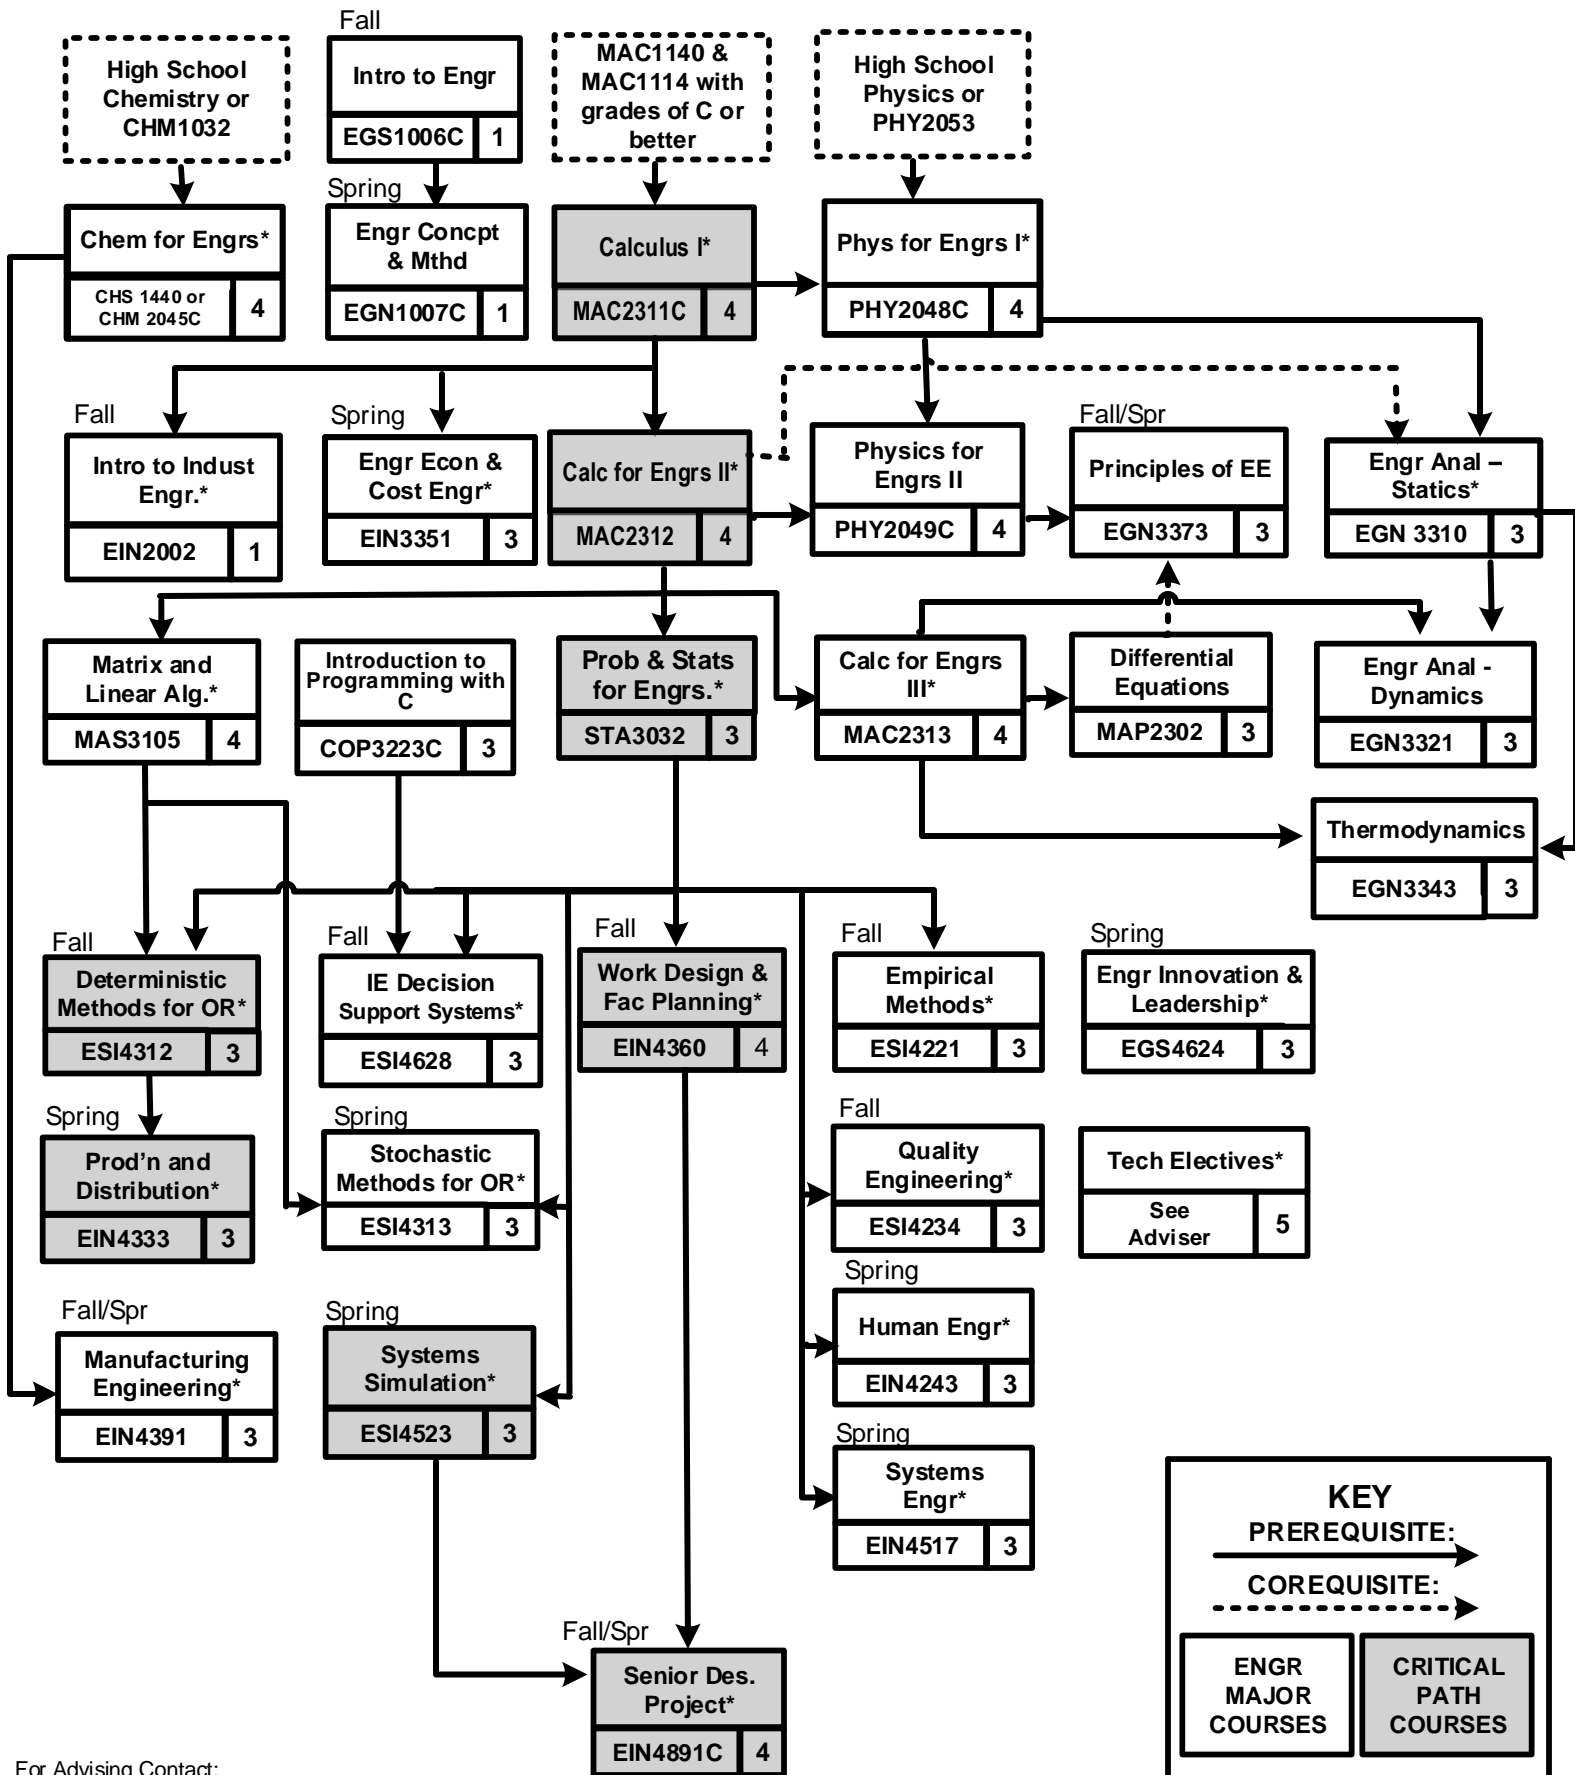 Fall
High School
Chemistry or
CHM1032
Intro to Engr
EGS1006C 1
MAC1140 &
MAC1114 with
grades of C or
better
High School
Physics or
PHY2053
Spring
Chem for Engrs*
CHS 1440 or
CHM 2045C
4
Engr Concpt
& Mthd
EGN1007C 1
Calculus I*
MAC2311C 4
Phys for Engrs I*
PHY2048C 4
Fall
Intro to Indust
Engr.*
EIN2002 1
Spring
Engr Econ &
Cost Engr*
EIN3351 3
Calc for Engrs II*
MAC2312 4
Physics for
Engrs II
PHY2049C 4
Fall/Spr
Principles of EE
EGN3373 3
Engr Anal –
Statics*
EGN 3310 3
Matrix and
Linear Alg.*
MAS3105 4
Introduction to
Programming with
C
COP3223C 3
Prob & Stats
for Engrs.*
STA3032 3
Calc for Engrs
III*
MAC2313 4
Differential
Equations
MAP2302 3
Engr Anal -
Dynamics
EGN3321 3
Thermodynamics
EGN3343 3
Fall
Deterministic
Methods for OR*
ESI4312 3
Fall
IE Decision
Support Systems*
ESI4628 3
Fall
Work Design &
Fac Planning*
EIN4360 4
Fall
Empirical
Methods*
ESI4221 3
Spring
Engr Innovation &
Leadership*
EGS4624 3
Spring
Prod'n and
Distribution*
EIN4333 3
Spring
Stochastic
Methods for OR*
ESI4313 3
Fall
Quality
Engineering*
ESI4234 3
Tech Electives*
See
Adviser
5
Fall/Spr
Manufacturing
Engineering*
EIN4391 3
Spring
Systems
Simulation*
ESI4523 3
Spring
Human Engr*
EIN4243 3
Spring
Systems
Engr*
EIN4517 3
Fall/Spr
Senior Des.
Project*
EIN4891C 4
KEY
PREREQUISITE:
COREQUISITE:
ENGR
MAJOR
COURSES
CRITICAL
PATH
COURSES
For Advising Contact: